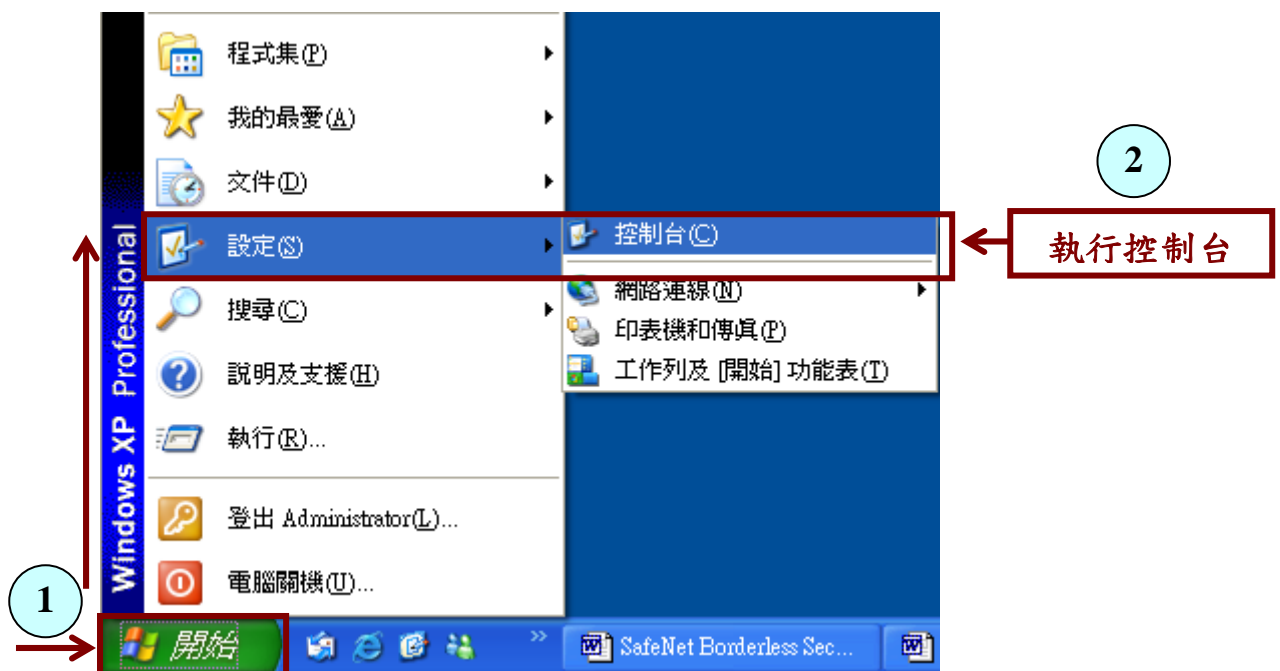 程式集(P)
我的最愛(A)
文件(D)
設定(S)
控制台(C)
2
執行控制台
搜尋(C)
網路連線(N)
印表機和傳真(P)
工作列及 [開始] 功能表(T)
說明及支援(H)
執行(R)...
登出 Administrator(L)...
電腦關機(U)...
Windows XP Professional
1
開始
»
SafeNet Borderless Sec...